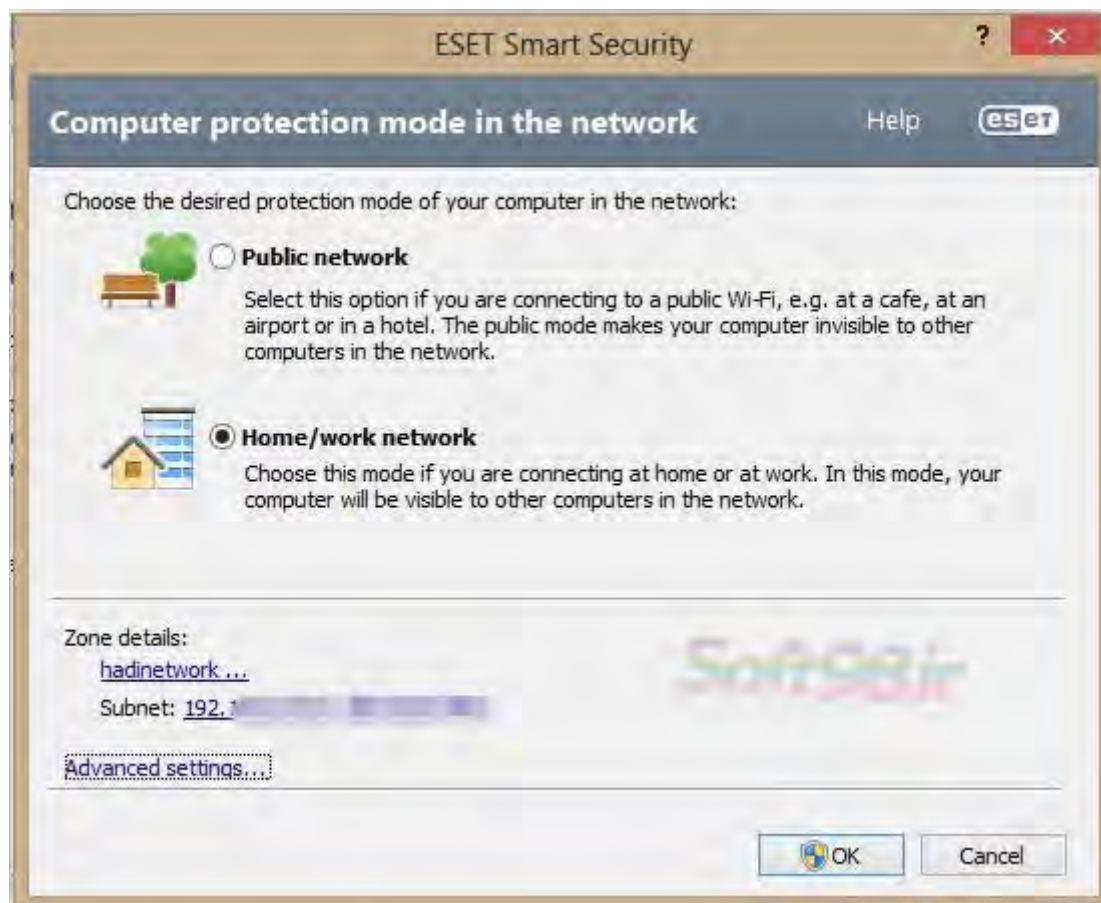 ESET Smart Security
?
Computer protection mode in the network
Help
eseT
Choose the desired protection mode of your computer in the network:
Public network
Select this option if you are connecting to a public Wi-Fi, e.g. at a cafe, at an
airport or in a hotel. The public mode makes your computer invisible to other
computers in the network.
Home/work network
Choose this mode if you are connecting at home or at work. In this mode, your
computer will be visible to other computers in the network.
Zone details:
hadinetwork ...
Subnet: 192.
Soft98.ir
Advanced settings...
OK
Cancel